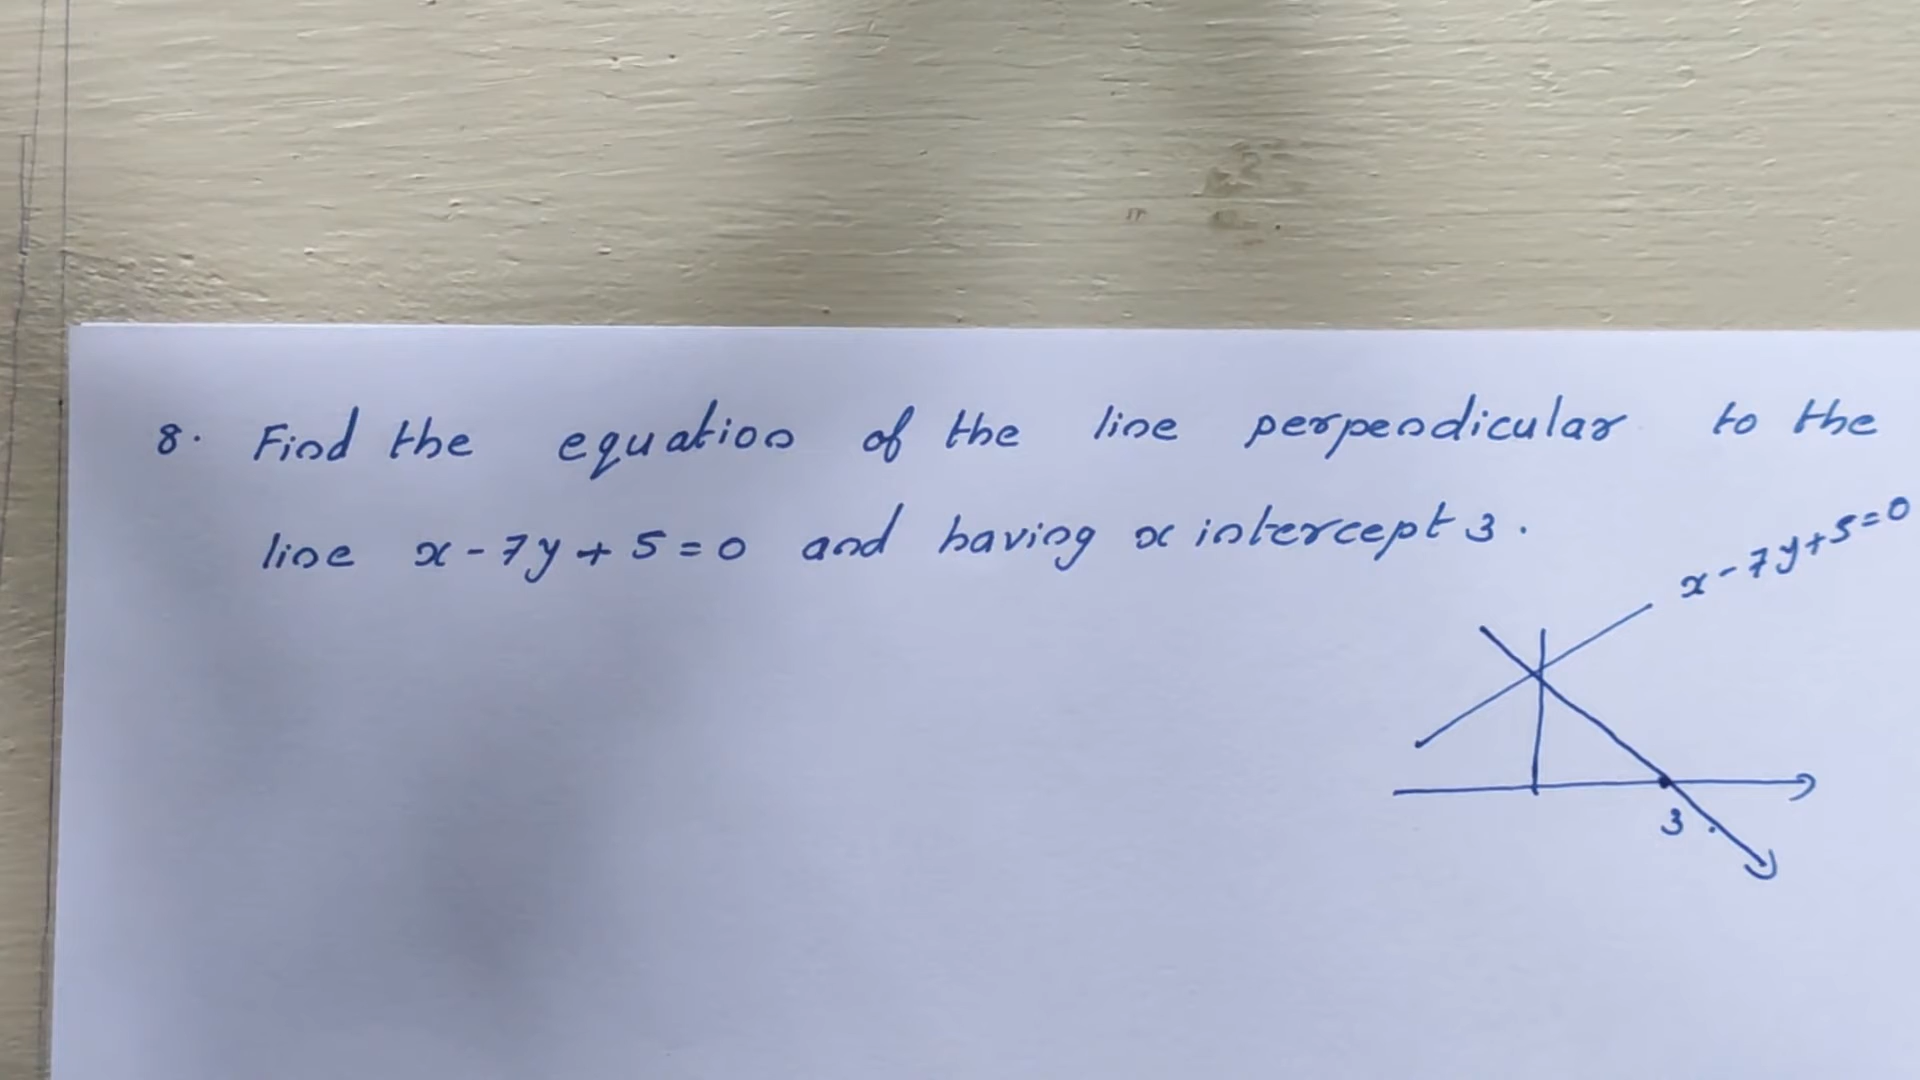 8. Find the equation of the line perpendicular to the
line x - 7y + 5 = 0 and having x intercept 3.
x - 7y + 5 = 0
3